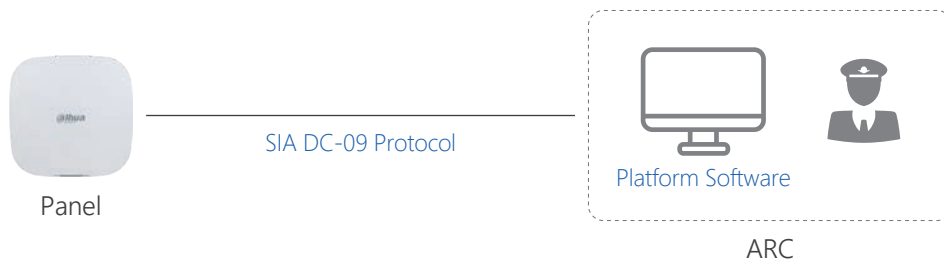 alhua
SIA DC-09 Protocol
Platform Software
Panel
ARC